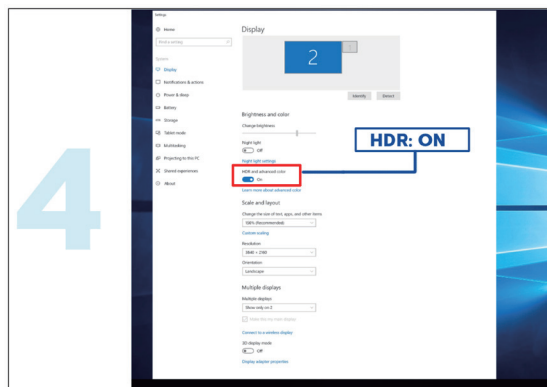 4
Settings
Home
Find a setting
System
Display
Notifications & actions
Power & sleep
Battery
Storage
Tablet mode
Multitasking
Projecting to this PC
Shared experiences
About
Display
2
Identify
Detect
Brightness and color
Change brightness
Night light
Off
Night light settings
HDR and advanced color
On
Learn more about advanced color
HDR: ON
Scale and layout
Change the size of text, apps, and other items
100% (Recommended)
Custom scaling
Resolution
3840 × 2160
Orientation
Landscape
Multiple displays
Multiple displays
Show only on 2
Make this my main display
Connect to a wireless display
3D display mode
Off
Display adapter properties